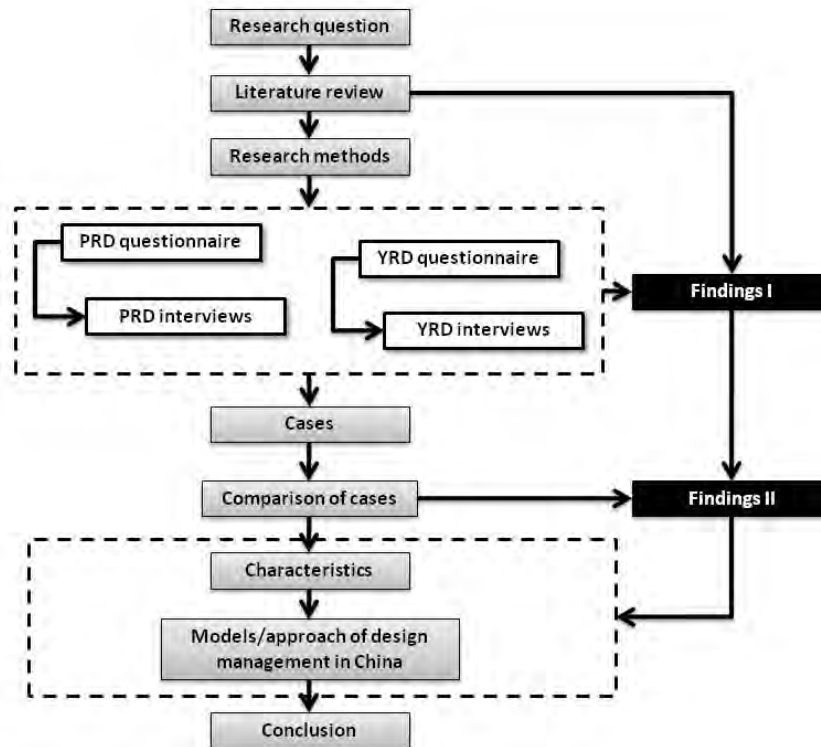 Research question
Literature review
Research methods
PRD questionnaire
YRD questionnaire
PRD interviews
YRD interviews
Findings I
Cases
Comparison of cases
Findings II
Characteristics
Models/approach of design
management in China
Conclusion